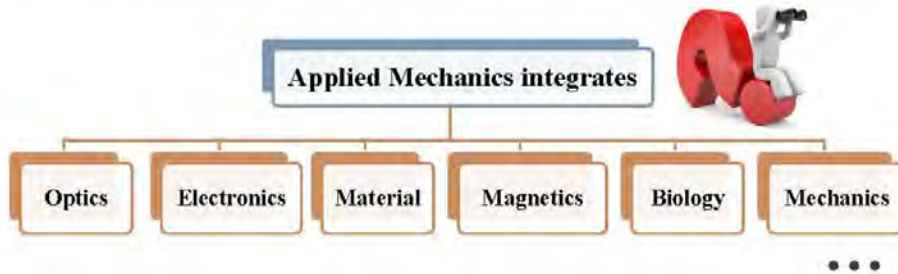 Applied Mechanics integrates
Optics
Electronics
Material
Magnetics
Biology
Mechanics
...